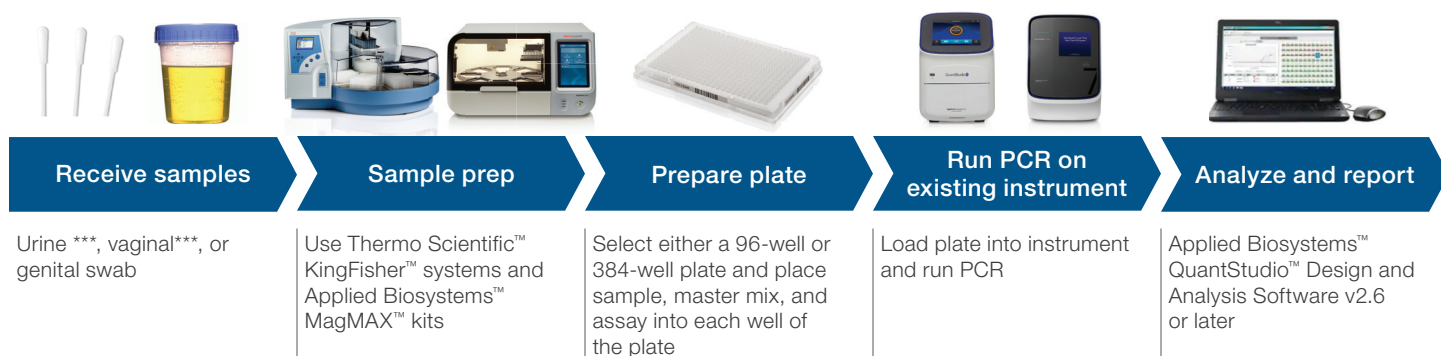 Receive samples
Sample prep
Prepare plate
Run PCR on
existing instrument
Analyze and report
Urine ***, vaginal***, or
genital swab
Use Thermo Scientific™
KingFisher™ systems and
Applied Biosystems™
MagMAX™ kits
Select either a 96-well or
384-well plate and place
sample, master mix, and
assay into each well of
the plate
Load plate into instrument
and run PCR
Applied Biosystems™
QuantStudio™ Design and
Analysis Software v2.6
or later